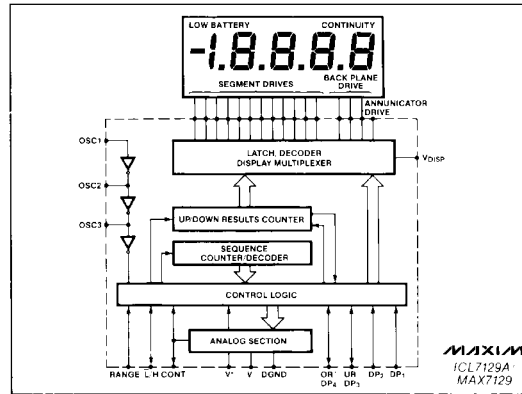 LOW BATTERY CONTINUITY
-1.8.8.8.8
SEGMENT DRIVES
BACK PLANE
DRIVE
ANNUNICATOR
DRIVE
OSC1
LATCH, DECODER
DISPLAY MULTIPLEXER
VDISP
OSC2
OSC3
UP/DOWN RESULTS COUNTER
SEQUENCE
COUNTER/DECODER
CONTROL LOGIC
ANALOG SECTION
RANGE L/H CONT V+ V DGND OR/ UR DP2 DP1
DP4 DP3
MAXIM
ICL7129A/
MAX7129